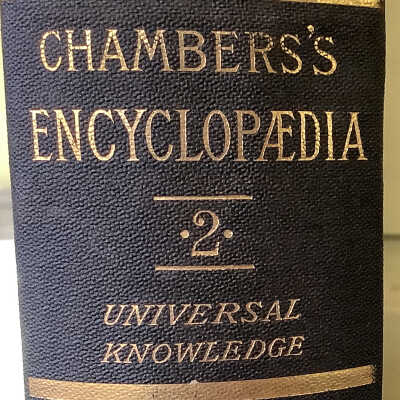 CHAMBERS'S
ENCYCLOPÆDIA
·2·
UNIVERSAL
KNOWLEDGE